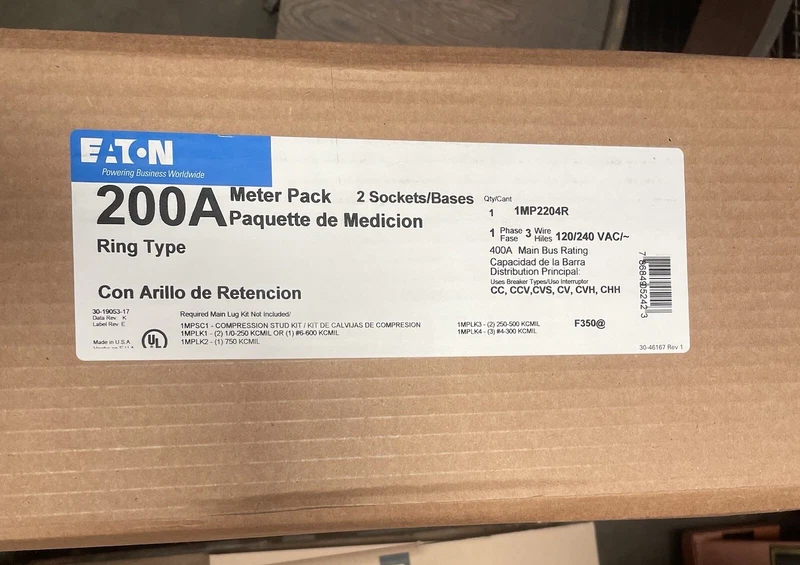 EATON
Powering Business Worldwide
200A Meter Pack 2 Sockets/Bases
Paquette de Medicion
Ring Type
Con Arillo de Retencion
Qty/Cant
1 1MP2204R
1 Phase 3 Wire 120/240 VAC/~
Fase Hiles
400A Main Bus Rating
Capacidad de la Barra
Distribution Principal:
Uses Breaker Types/Uso Interruptor
CC, CCV,CVS, CV, CVH, CHH
30-19053-17
Data Rev. K
Label Rev. E
Made in U.S.A.
UL
Required Main Lug Kit Not Included/
1MPSC1 - COMPRESSION STUD KIT / KIT DE CALVIJAS DE COMPRESION
1MPLK1 - (2) 1/0-250 KCMIL OR (1) #6-600 KCMIL
1MPLK2 - (1) 750 KCMIL
1MPLK3 - (2) 250-500 KCMIL
1MPLK4 - (3) #4-300 KCMIL
F350@
30-46167 Rev 1